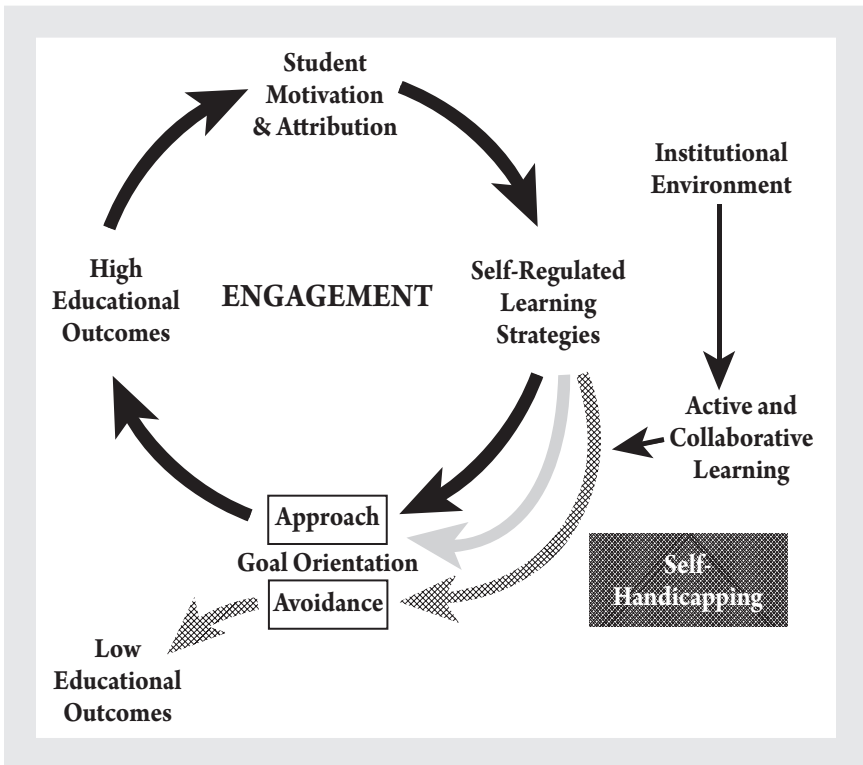 Student
Motivation
& Attribution
Institutional
Environment
High
Educational
Outcomes
ENGAGEMENT
Self-Regulated
Learning
Strategies
Active and
Collaborative
Learning
Approach
Goal Orientation
Avoidance
Self-
Handicapping
Low
Educational
Outcomes